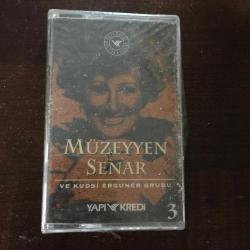 MÜZEYYEN
SENAR
VE KUDSİ ERGUNER GRUBU
YAPI KREDİ
3